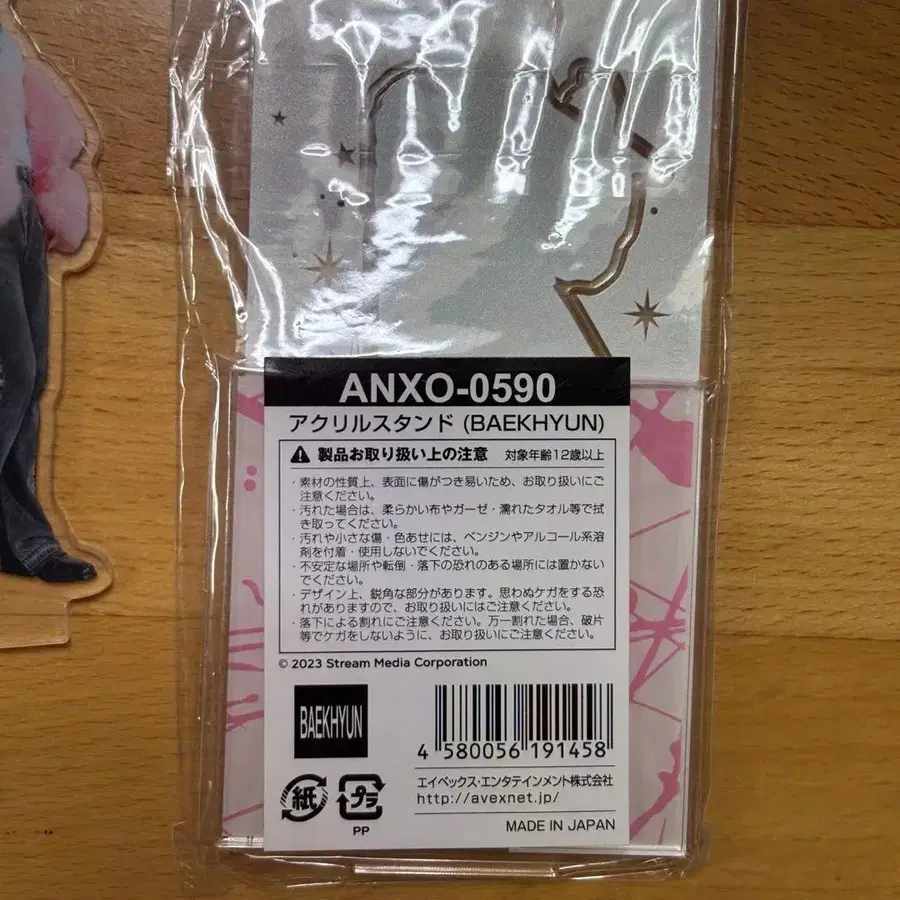 ANXO-0590
アクリルスタンド (BAEKHYUN)
製品お取り扱い上の注意 対象年齢12歳以上
・素材の性質上、表面に傷がつき易いため、お取り扱いにご
注意ください。
・汚れた場合は、柔らかい布やガーゼ・濡れたタオル等で拭
き取ってください。
・汚れや小さな傷・色あせには、ベンジンやアルコール系溶
剤を付着・使用しないでください。
・不安定な場所や転倒・落下の恐れのある場所には置かない
でください。
・デザイン上、鋭角な部分があります。思わぬケガをする恐
れがありますので、お取り扱いにはご注意ください。
・落下による割れにご注意ください。万一割れた場合、破片
等でケガをしないように、お取り扱いにご注意ください。
© 2023 Stream Media Corporation
BAEKHYUN
4 580056 191458
エイベックス・エンタテインメント株式会社
http://avexnet.jp/
紙
プラ
PP
MADE IN JAPAN